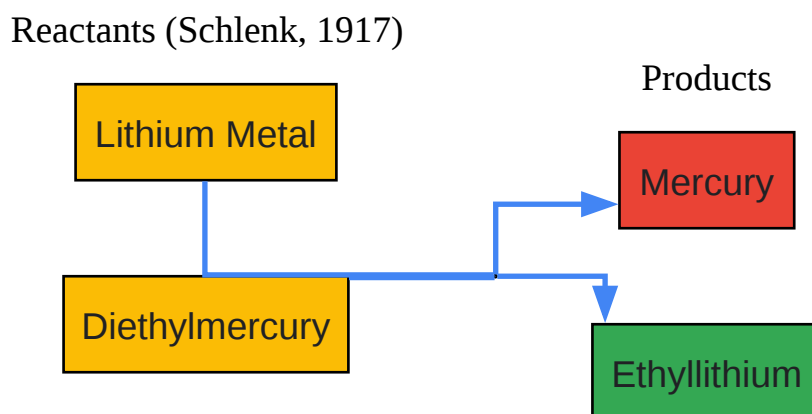 Reactants (Schlenk, 1917)
Products
Lithium Metal
Mercury
Diethylmercury
Ethyllithium